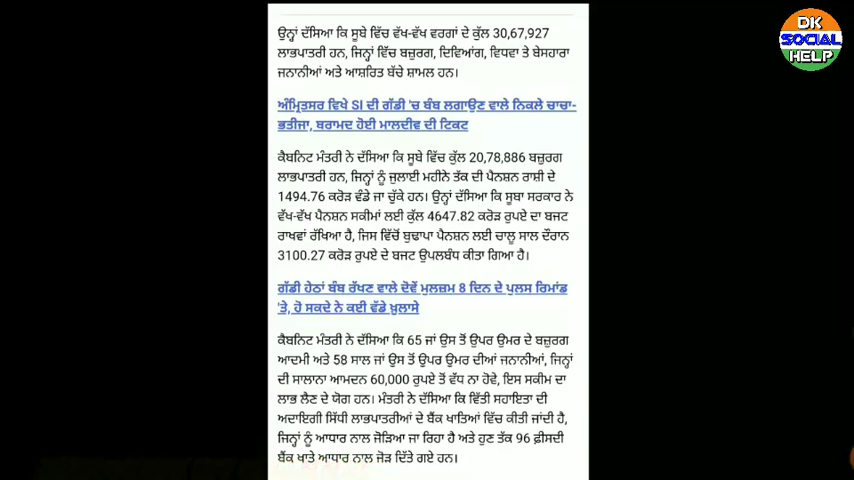 DK
SOCIAL
HELP
ਉਨ੍ਹਾਂ ਦੱਸਿਆ ਕਿ ਸੂਬੇ ਵਿੱਚ ਵੱਖ-ਵੱਖ ਵਰਗਾਂ ਦੇ ਕੁੱਲ 30,67,927
ਲਾਭਪਾਤਰੀ ਹਨ, ਜਿਨ੍ਹਾਂ ਵਿੱਚ ਬਜ਼ੁਰਗ, ਦਿਵਿਆਂਗ, ਵਿਧਵਾ ਤੇ ਬੇਸਹਾਰਾ
ਜਨਾਨੀਆਂ ਅਤੇ ਆਸ਼ਰਿਤ ਬੱਚੇ ਸ਼ਾਮਲ ਹਨ।
ਅੰਮ੍ਰਿਤਸਰ ਵਿਖੇ SI ਦੀ ਗੱਡੀ 'ਚ ਬੰਬ ਲਗਾਉਣ ਵਾਲੇ ਨਿਕਲੇ ਚਾਚਾ-
ਭਤੀਜਾ, ਬਰਾਮਦ ਹੋਈ ਮਾਲਦੀਵ ਦੀ ਟਿਕਟ
ਕੈਬਨਿਟ ਮੰਤਰੀ ਨੇ ਦੱਸਿਆ ਕਿ ਸੂਬੇ ਵਿੱਚ ਕੁੱਲ 20,78,886 ਬਜ਼ੁਰਗ
ਲਾਭਪਾਤਰੀ ਹਨ, ਜਿਨ੍ਹਾਂ ਨੂੰ ਜੁਲਾਈ ਮਹੀਨੇ ਤੱਕ ਦੀ ਪੈਨਸ਼ਨ ਰਾਸ਼ੀ ਦੇ
1494.76 ਕਰੋੜ ਵੰਡੇ ਜਾ ਚੁੱਕੇ ਹਨ। ਉਨ੍ਹਾਂ ਦੱਸਿਆ ਕਿ ਸੂਬਾ ਸਰਕਾਰ ਨੇ
ਵੱਖ-ਵੱਖ ਪੈਨਸ਼ਨ ਸਕੀਮਾਂ ਲਈ ਕੁੱਲ 4647.82 ਕਰੋੜ ਰੁਪਏ ਦਾ ਬਜਟ
ਰਾਖਵਾਂ ਰੱਖਿਆ ਹੈ, ਜਿਸ ਵਿੱਚੋਂ ਬੁਢਾਪਾ ਪੈਨਸ਼ਨ ਲਈ ਚਾਲੂ ਸਾਲ ਦੌਰਾਨ
3100.27 ਕਰੋੜ ਰੁਪਏ ਦੇ ਬਜਟ ਉਪਲਬੰਧ ਕੀਤਾ ਗਿਆ ਹੈ।
ਗੱਡੀ ਹੇਠਾਂ ਬੰਬ ਰੱਖਣ ਵਾਲੇ ਦੋਵੇਂ ਮੁਲਜ਼ਮ 8 ਦਿਨ ਦੇ ਪੁਲਸ ਰਿਮਾਂਡ
'ਤੇ, ਹੋ ਸਕਦੇ ਨੇ ਕਈ ਵੱਡੇ ਖ਼ੁਲਾਸੇ
ਕੈਬਨਿਟ ਮੰਤਰੀ ਨੇ ਦੱਸਿਆ ਕਿ 65 ਜਾਂ ਉਸ ਤੋਂ ਉਪਰ ਉਮਰ ਦੇ ਬਜ਼ੁਰਗ
ਆਦਮੀ ਅਤੇ 58 ਸਾਲ ਜਾਂ ਉਸ ਤੋਂ ਉਪਰ ਉਮਰ ਦੀਆਂ ਜਨਾਨੀਆਂ, ਜਿਨ੍ਹਾਂ
ਦੀ ਸਾਲਾਨਾ ਆਮਦਨ 60,000 ਰੁਪਏ ਤੋਂ ਵੱਧ ਨਾ ਹੋਵੇ, ਇਸ ਸਕੀਮ ਦਾ
ਲਾਭ ਲੈਣ ਦੇ ਯੋਗ ਹਨ। ਮੰਤਰੀ ਨੇ ਦੱਸਿਆ ਕਿ ਵਿੱਤੀ ਸਹਾਇਤਾ ਦੀ
ਅਦਾਇਗੀ ਸਿੱਧੀ ਲਾਭਪਾਤਰੀਆਂ ਦੇ ਬੈਂਕ ਖਾਤਿਆਂ ਵਿੱਚ ਕੀਤੀ ਜਾਂਦੀ ਹੈ,
ਜਿਨ੍ਹਾਂ ਨੂੰ ਆਧਾਰ ਨਾਲ ਜੋੜਿਆ ਜਾ ਰਿਹਾ ਹੈ ਅਤੇ ਹੁਣ ਤੱਕ 96 ਫ਼ੀਸਦੀ
ਬੈਂਕ ਖਾਤੇ ਆਧਾਰ ਨਾਲ ਜੋੜ ਦਿੱਤੇ ਗਏ ਹਨ।